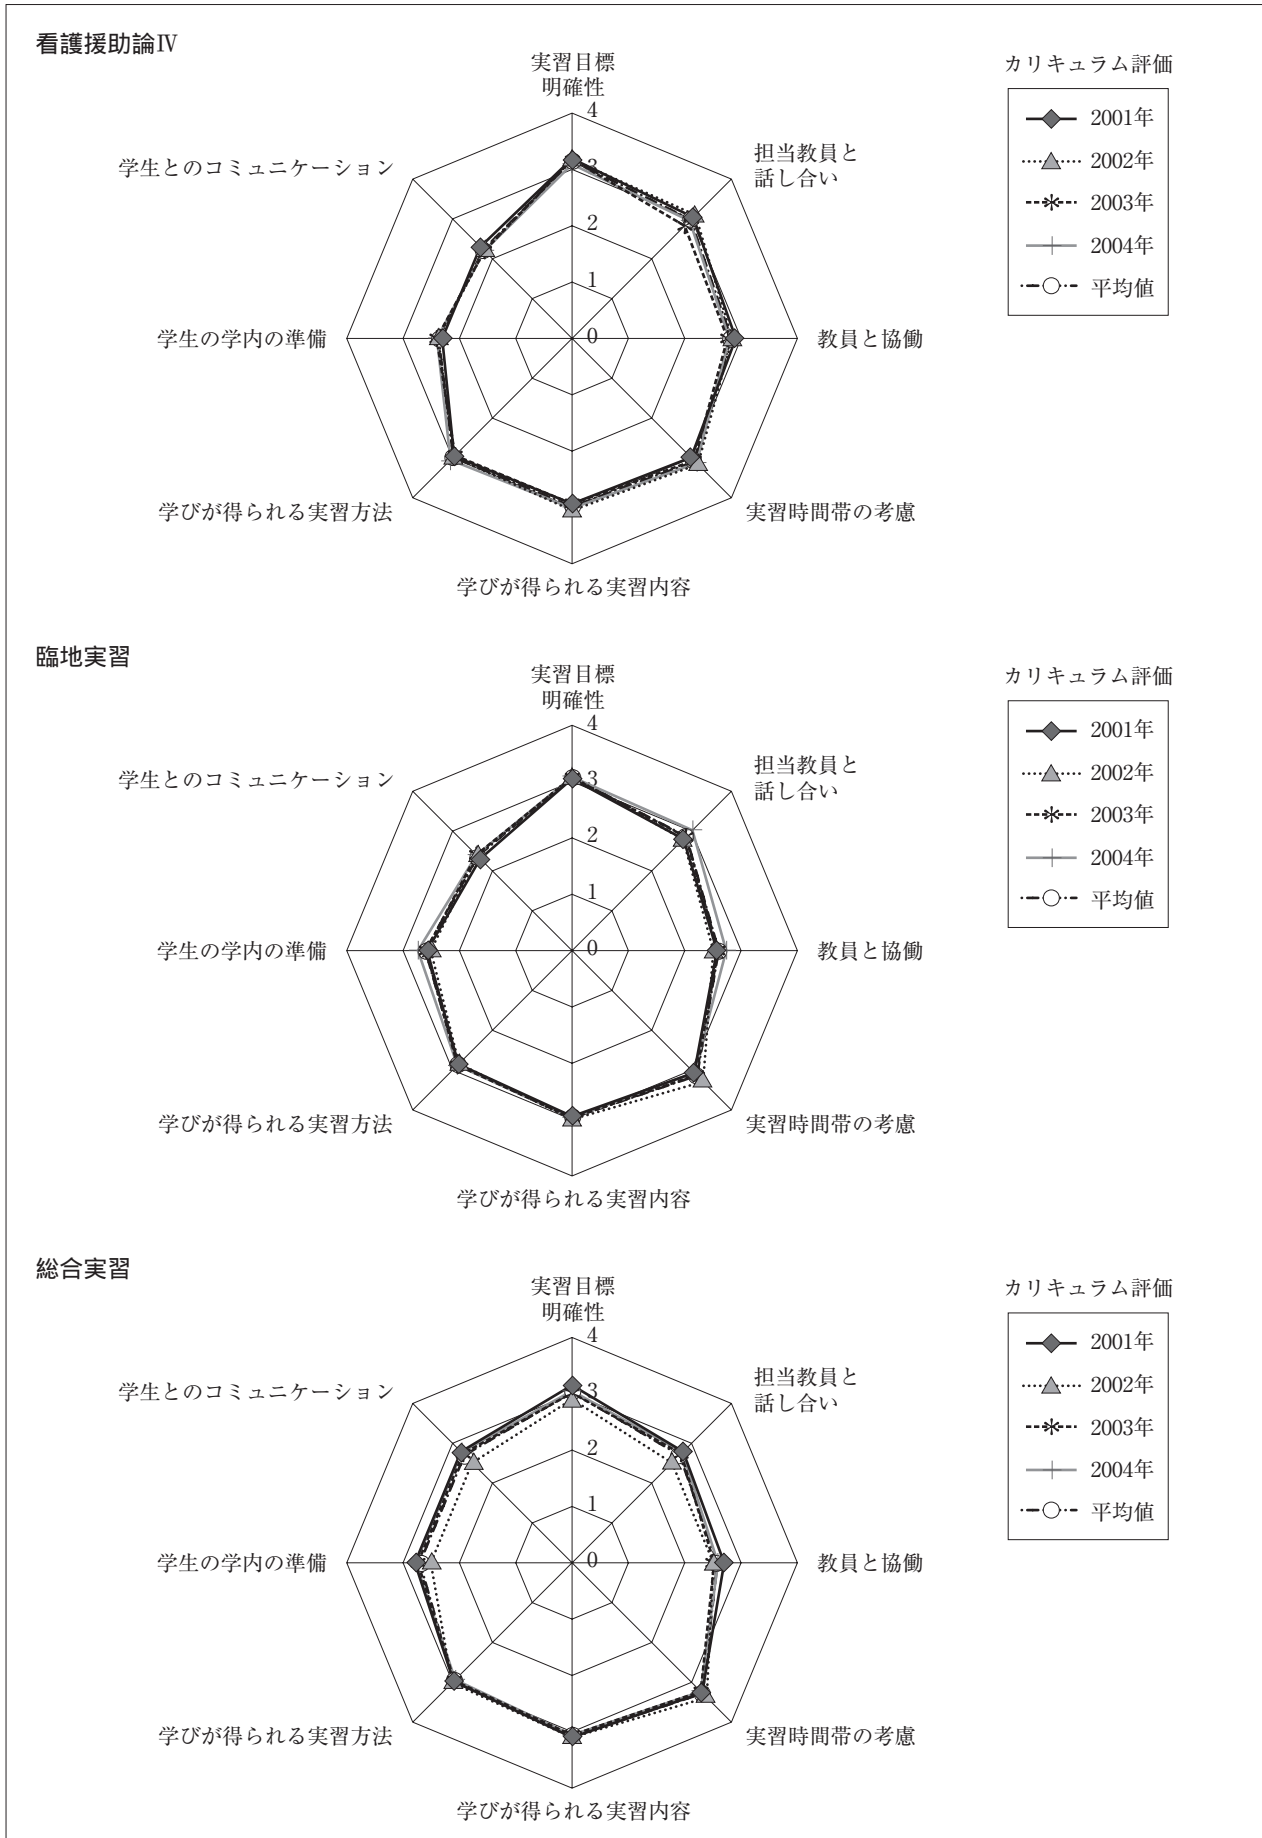 看護援助論Ⅳ
実習目標
明確性
カリキュラム評価
4
3
2
1
0
担当教員と
話し合い
教員と協働
実習時間帯の考慮
学びが得られる実習内容
学びが得られる実習方法
学生の学内の準備
学生とのコミュニケーション
2001年
2002年
2003年
2004年
平均値
臨地実習
実習目標
明確性
カリキュラム評価
4
3
2
1
0
担当教員と
話し合い
教員と協働
実習時間帯の考慮
学びが得られる実習内容
学びが得られる実習方法
学生の学内の準備
学生とのコミュニケーション
2001年
2002年
2003年
2004年
平均値
総合実習
実習目標
明確性
カリキュラム評価
4
3
2
1
0
担当教員と
話し合い
教員と協働
実習時間帯の考慮
学びが得られる実習内容
学びが得られる実習方法
学生の学内の準備
学生とのコミュニケーション
2001年
2002年
2003年
2004年
平均値